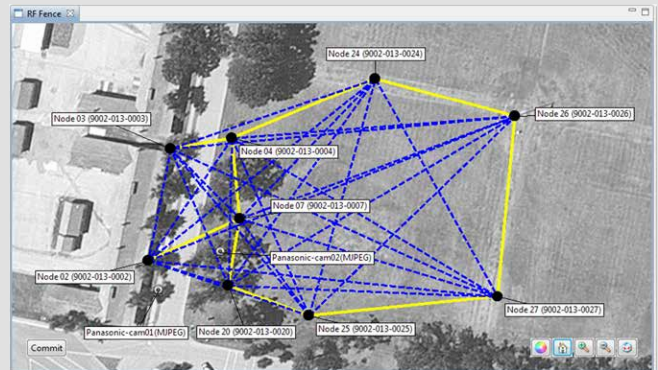 RF Fence
Node 24 (9002-013-0024)
Node 03 (9002-013-0003)
Node 26 (9002-013-0026)
Node 04 (9002-013-0004)
Node 07 (9002-013-0007)
Panasonic-cam02(MJPEG)
Node 02 (9002-013-0002)
Node 27 (9002-013-0027)
Panasonic-cam01(MJPEG)
Node 20 (9002-013-0020)
Node 25 (9002-013-0025)
Commit